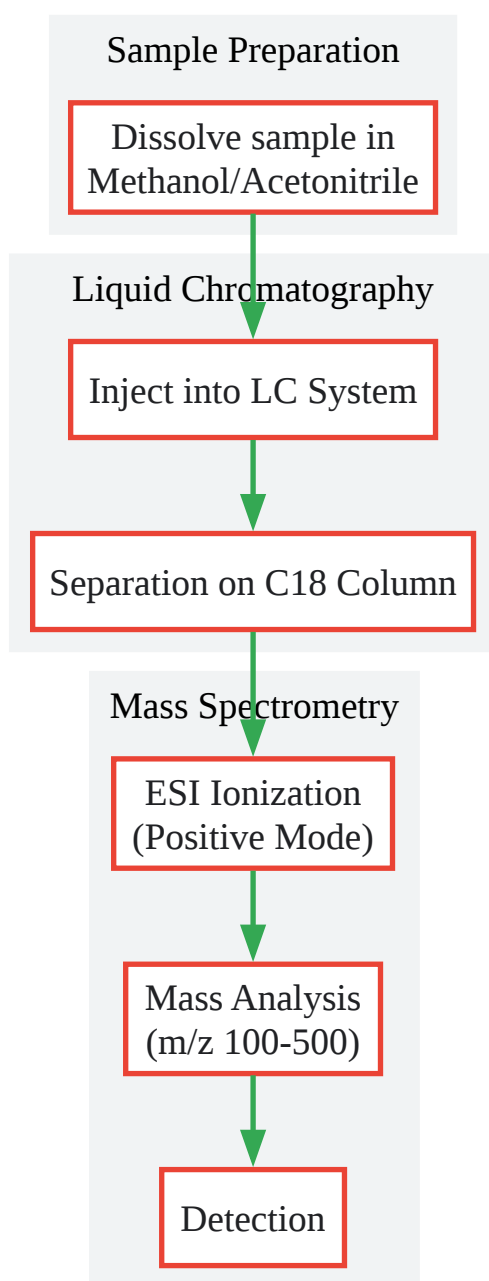 Sample Preparation
Dissolve sample in
Methanol/Acetonitrile
Liquid Chromatography
Inject into LC System
Separation on C18 Column
Mass Spectrometry
ESI Ionization
(Positive Mode)
Mass Analysis
(m/z 100-500)
Detection